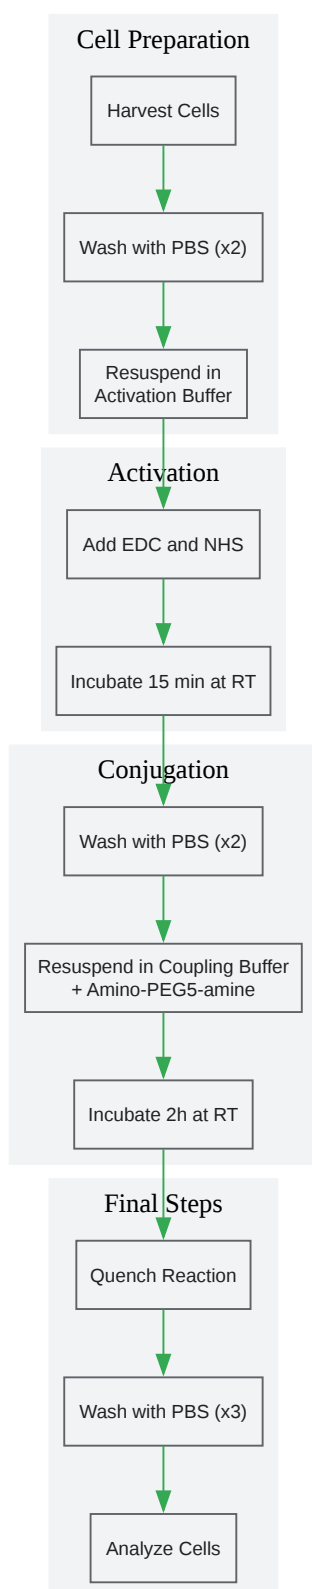 Cell Preparation
Harvest Cells
Wash with PBS (x2)
Resuspend in
Activation Buffer
Activation
Add EDC and NHS
Incubate 15 min at RT
Conjugation
Wash with PBS (x2)
Resuspend in Coupling Buffer
+ Amino-PEG5-amine
Incubate 2h at RT
Final Steps
Quench Reaction
Wash with PBS (x3)
Analyze Cells